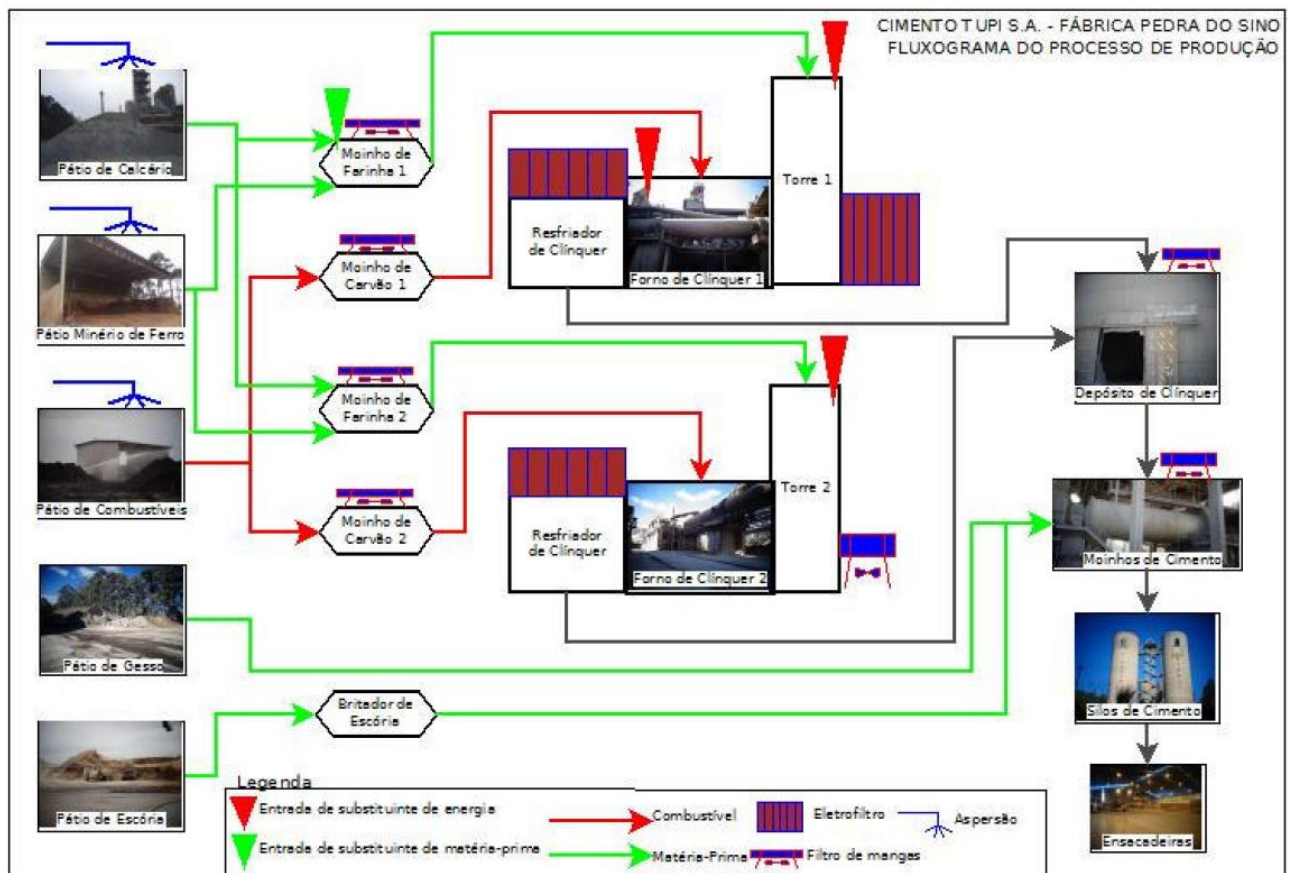 CIMENTO TUPI S.A. - FÁBRICA PEDRA DO SINO
FLUXOGRAMA DO PROCESSO DE PRODUÇÃO
Pátio de Calcário
Pátio Minério de Ferro
Pátio de Combustíveis
Pátio de Gesso
Pátio de Escória
Moinho de
Farinha 1
Moinho de
Carvão 1
Moinho de
Farinha 2
Moinho de
Carvão 2
Britador de
Escória
Resfriador
de Clínquer
Forno de Clínquer 1
Torre 1
Resfriador
de Clínquer
Forno de Clínquer 2
Torre 2
Depósito de Clínquer
Moinhos de Cimento
Silos de Cimento
Ensacadeiras
Legenda
Entrada de substituinte de energia
Entrada de substituinte de matéria-prima
Combustível
Matéria-Prima
Eletrofiltro
Filtro de mangas
Aspersão